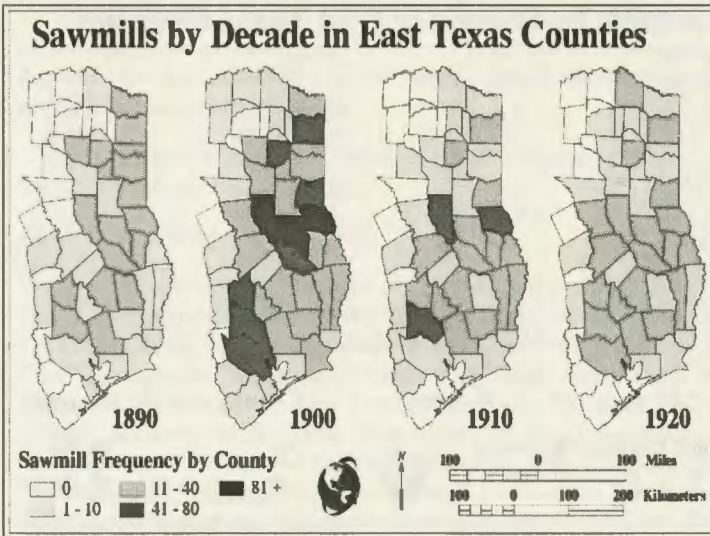 Sawmills by Decade in East Texas Counties
1890 1900 1910 1920
Sawmill Frequency by County
0 11 - 40 81 +
1 - 10 41 - 80
N
100 0 100 Miles
100 0 100 200 Kilometers